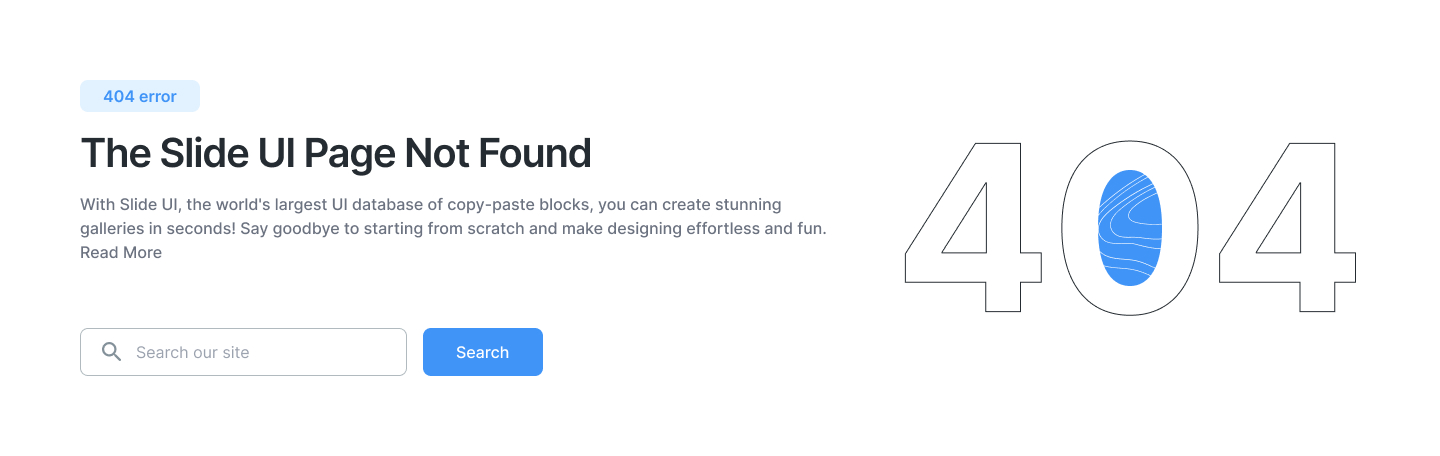 404 error
The Slide UI Page Not Found
With Slide UI, the world's largest UI database of copy-paste blocks, you can create stunning
galleries in seconds! Say goodbye to starting from scratch and make designing effortless and fun.
Read More
Search our site
Search
404